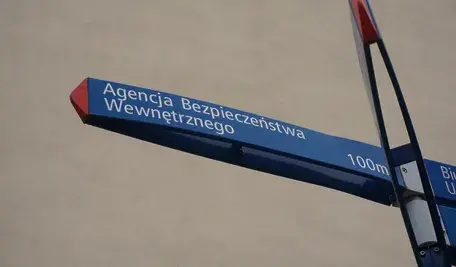 Agencja Bezpieczeństwa
Wewnętrznego
100m